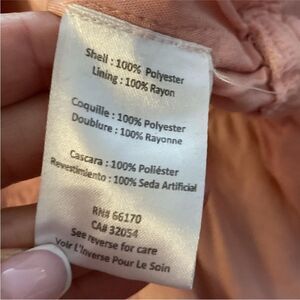 Shell : 100% Polyester
Lining : 100% Rayon
Coquille : 100% Polyester
Doublure : 100% Rayonne
Cascara : 100% Poliéster
Revestimiento : 100% Seda Artificial
RN# 66170
CA# 32054
See reverse for care
Voir L'Inverse Pour Le Soin